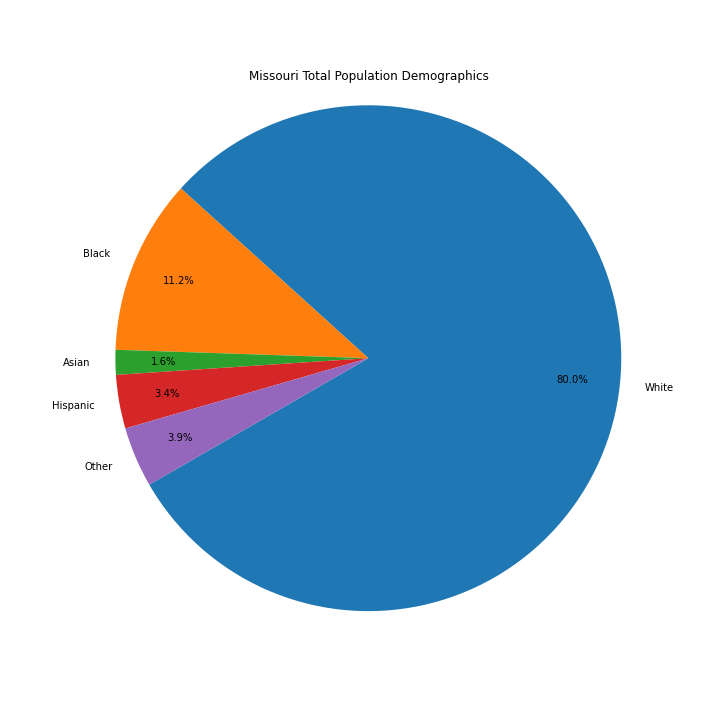 Missouri Total Population Demographics
Black
11.2%
Asian
1.6%
Hispanic
3.4%
Other
3.9%
80.0%
White